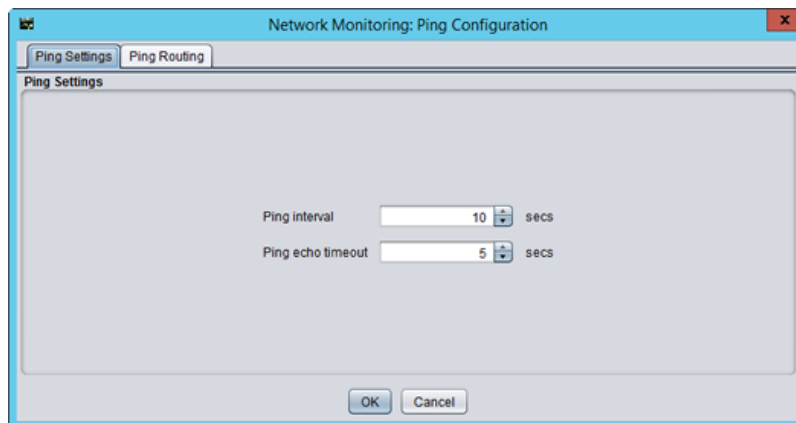 Network Monitoring: Ping Configuration
x
Ping Settings Ping Routing
Ping Settings
Ping interval 10 secs
Ping echo timeout 5 secs
OK Cancel